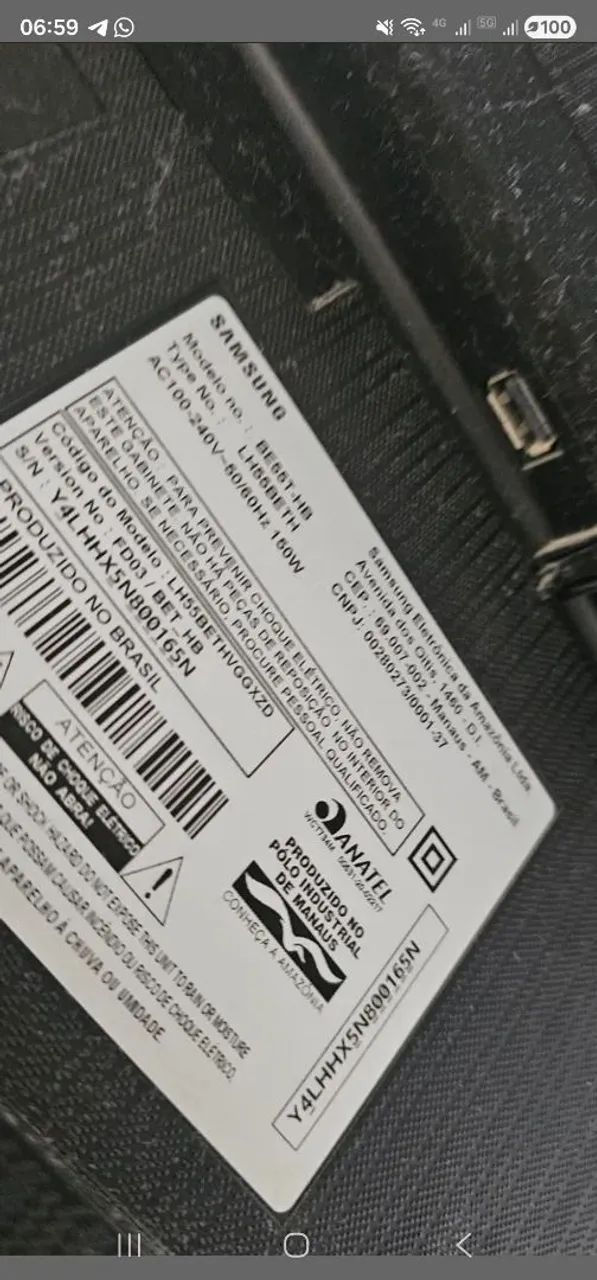 06:59
4G
5G
100
SAMSUNG
Modelo no. : BE55T-HB
Type No. : LH55BETH
AC100-240V~50/60Hz 150W
Samsung Eletrônica da Amazônia Ltda.
Avenida dos Oitis, 1460 - D.I.
CEP.: 69.007-002 - Manaus - AM - Brasil
CNPJ: 00280273/0001-37
ATENÇÃO: PARA PREVENIR CHOQUE ELÉTRICO, NÃO REMOVA
ESTE GABINETE. NÃO HÁ PEÇAS DE REPOSIÇÃO NO INTERIOR DO
APARELHO. SE NECESSÁRIO, PROCURE PESSOAL QUALIFICADO.
Código do Modelo : LH55BETHVGGXZD
Version No : FD03 / BET_HB
S/N : Y4LHHX5N800165N
PRODUZIDO NO BRASIL
ANATEL
PRODUZIDO NO
PÓLO INDUSTRIAL
DE MANAUS
CONHEÇA A AMAZÔNIA
ATENÇÃO
RISCO DE CHOQUE ELÉTRICO
NÃO ABRA!
OR SHOCK HAZARD DO NOT EXPOSE THIS UNIT TO RAIN OR MOISTURE
QUE POSSAM CAUSAR INCÊNDIO OU RISCO DE CHOQUE ELÉTRICO,
APARELHO À CHUVA OU UMIDADE.
Y4LHHX5N800165N